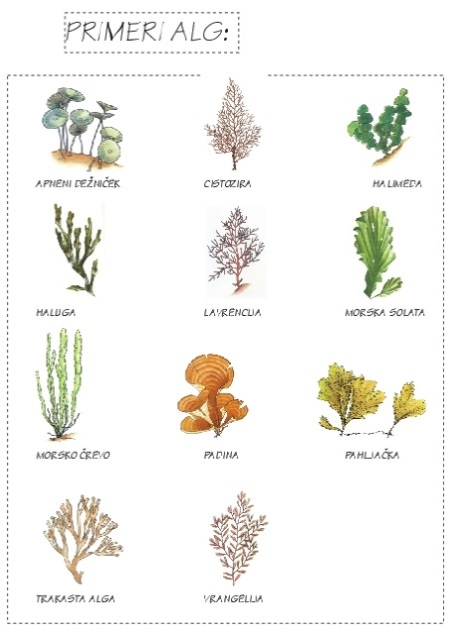 PRIMERI ALG:
APNENI DEŽNIČEK
CISTOZIRA
HALIMEDA
HALUGA
LAVRENCIJA
MORSKA SOLATA
MORSKO ČREVO
PADINA
PAHLJAČKA
TRAKASTA ALGA
VRANGELIJA